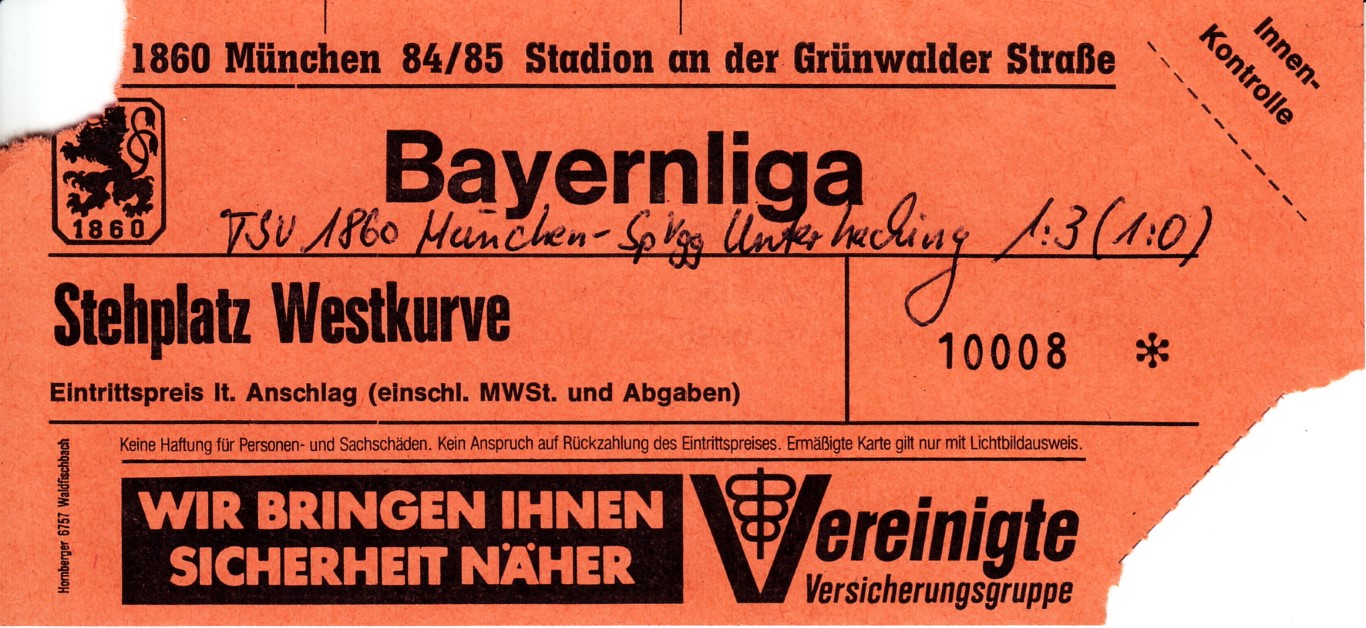 1860 München 84/85 Stadion an der Grünwalder Straße
Innen-
Kontrolle
1860
Bayernliga
TSV 1860 München - SpVgg Unterhaching 1:3 (1:0)
Stehplatz Westkurve
10008 *
Eintrittspreis lt. Anschlag (einschl. MWSt. und Abgaben)
Keine Haftung für Personen- und Sachschäden. Kein Anspruch auf Rückzahlung des Eintrittspreises. Ermäßigte Karte gilt nur mit Lichtbildausweis.
Homberger 6757 Waldfischbach
WIR BRINGEN IHNEN
SICHERHEIT NÄHER
Vereinigte
Versicherungsgruppe